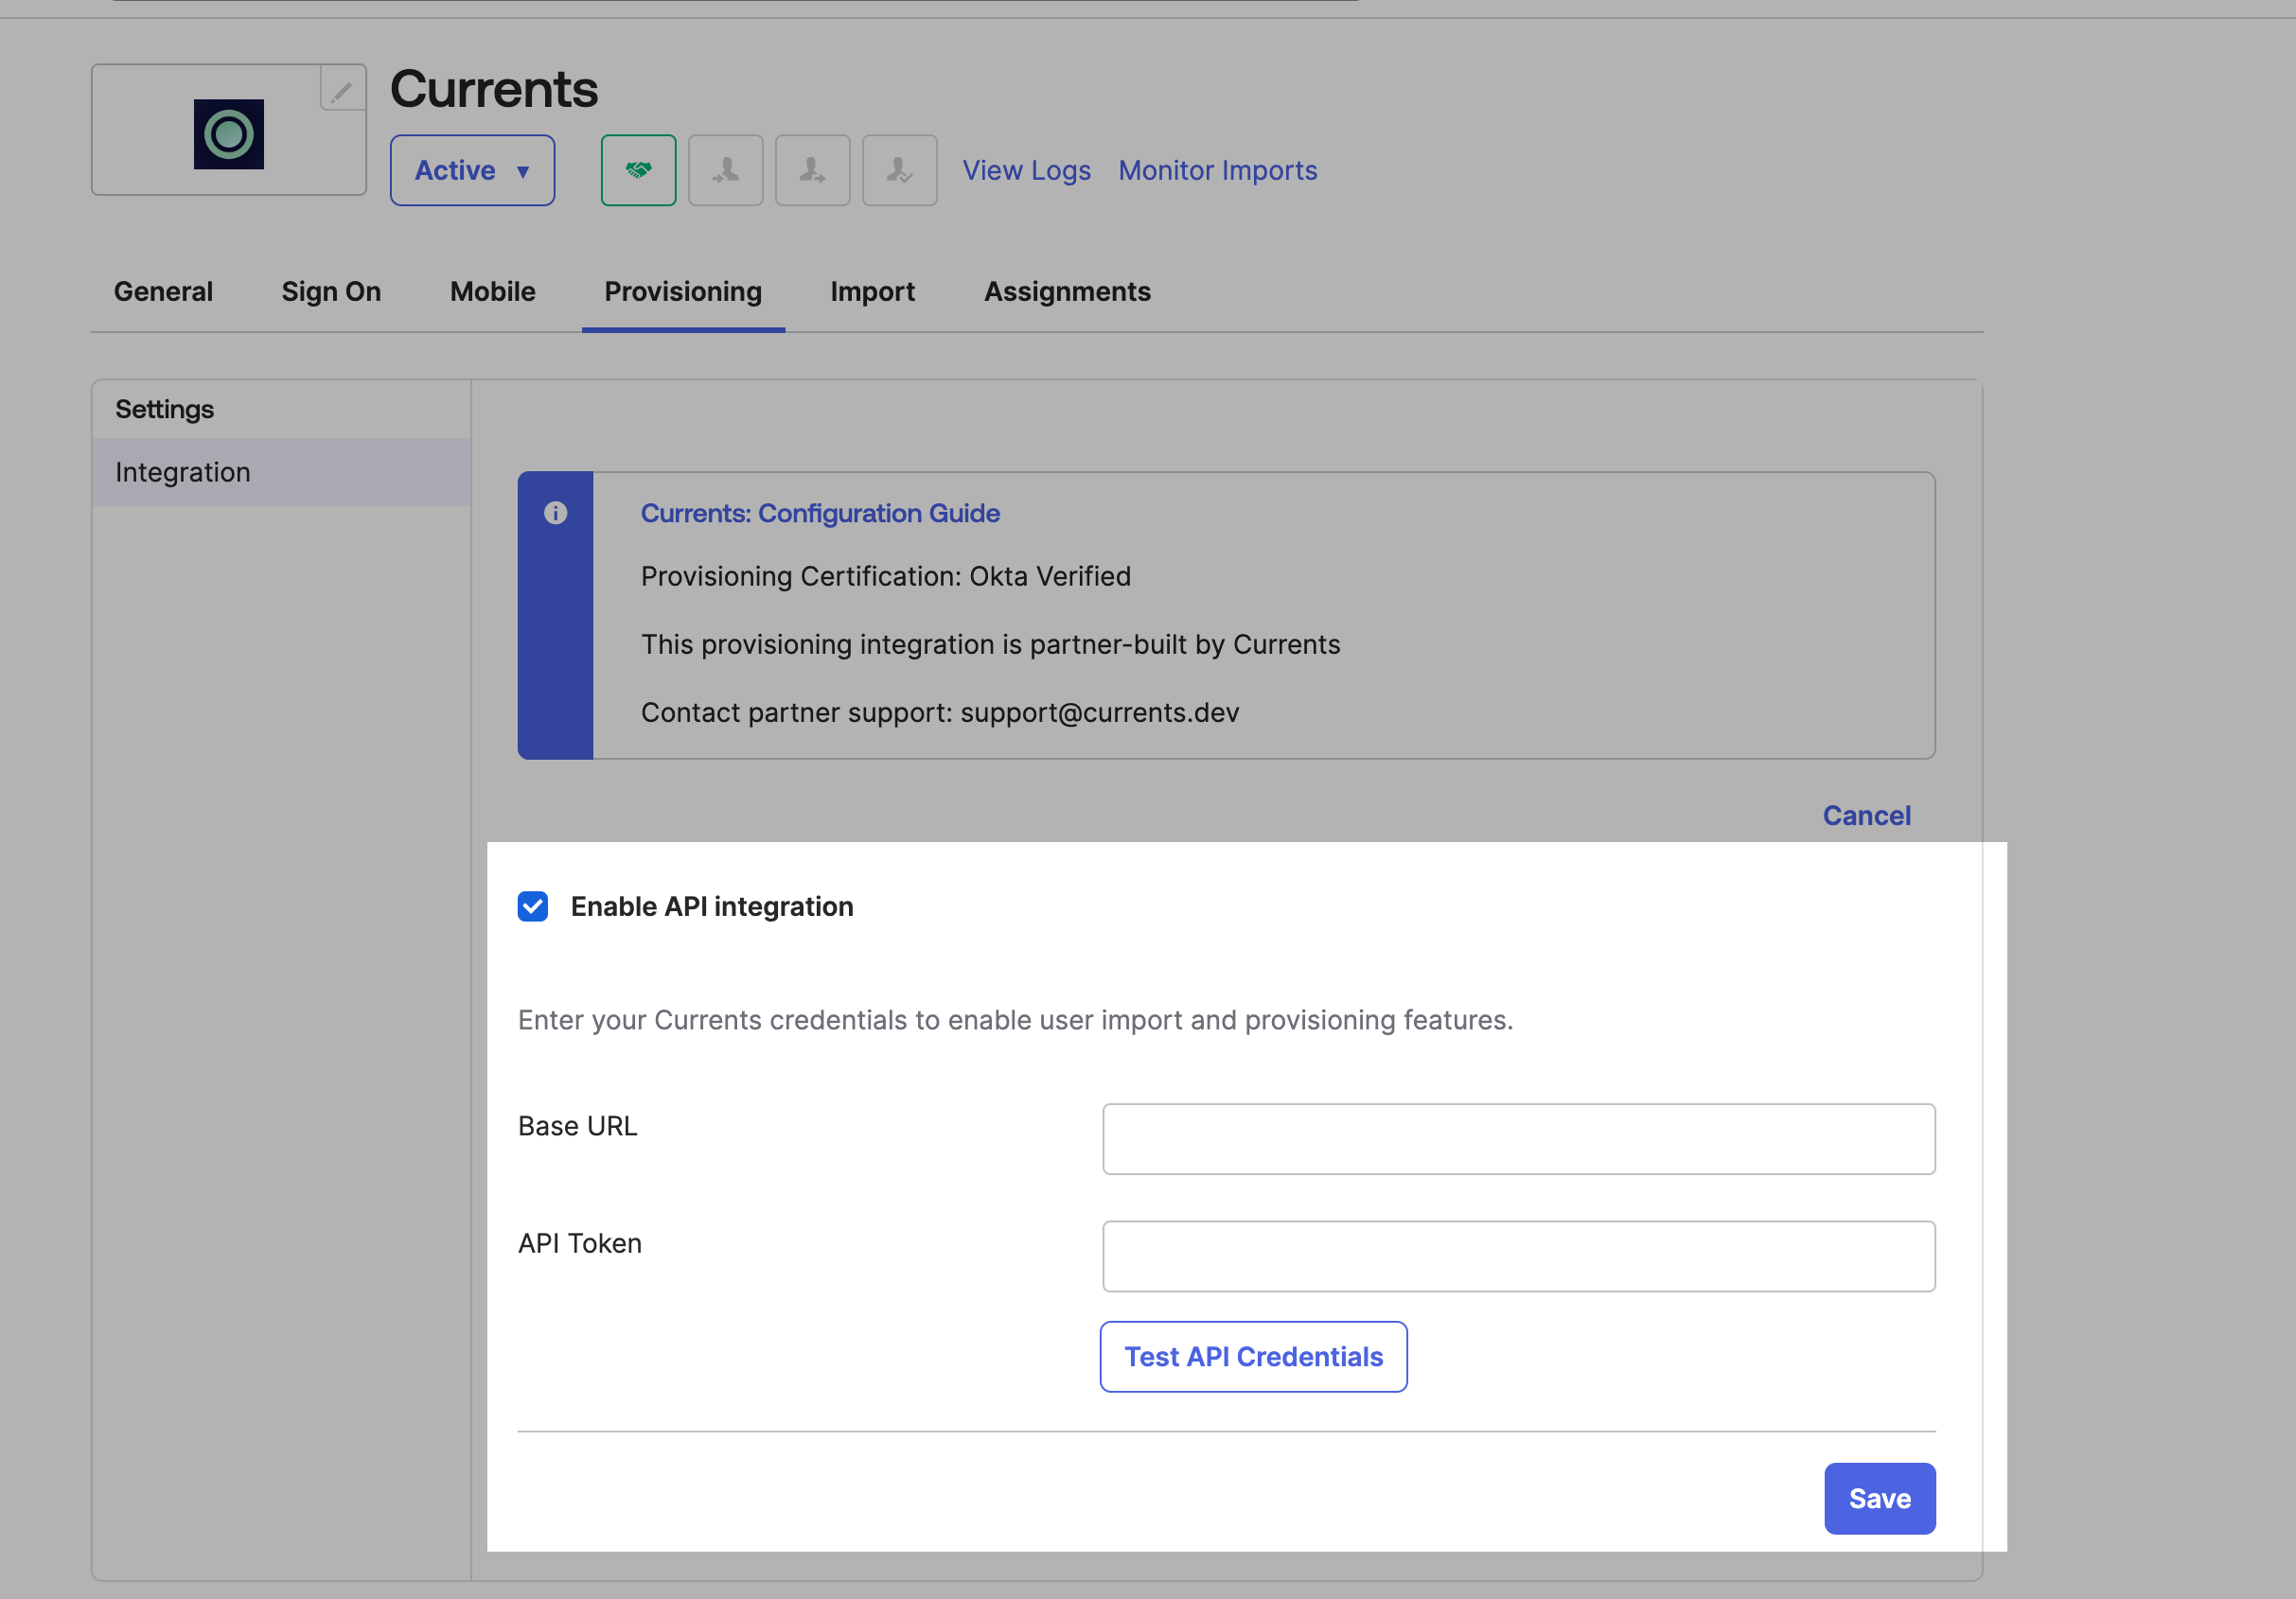 Currents
Active ▼
View Logs
Monitor Imports
General
Sign On
Mobile
Provisioning
Import
Assignments
Settings
Integration
Currents: Configuration Guide
Provisioning Certification: Okta Verified
This provisioning integration is partner-built by Currents
Contact partner support: support@currents.dev
Cancel
Enable API integration
Enter your Currents credentials to enable user import and provisioning features.
Base URL
API Token
Test API Credentials
Save